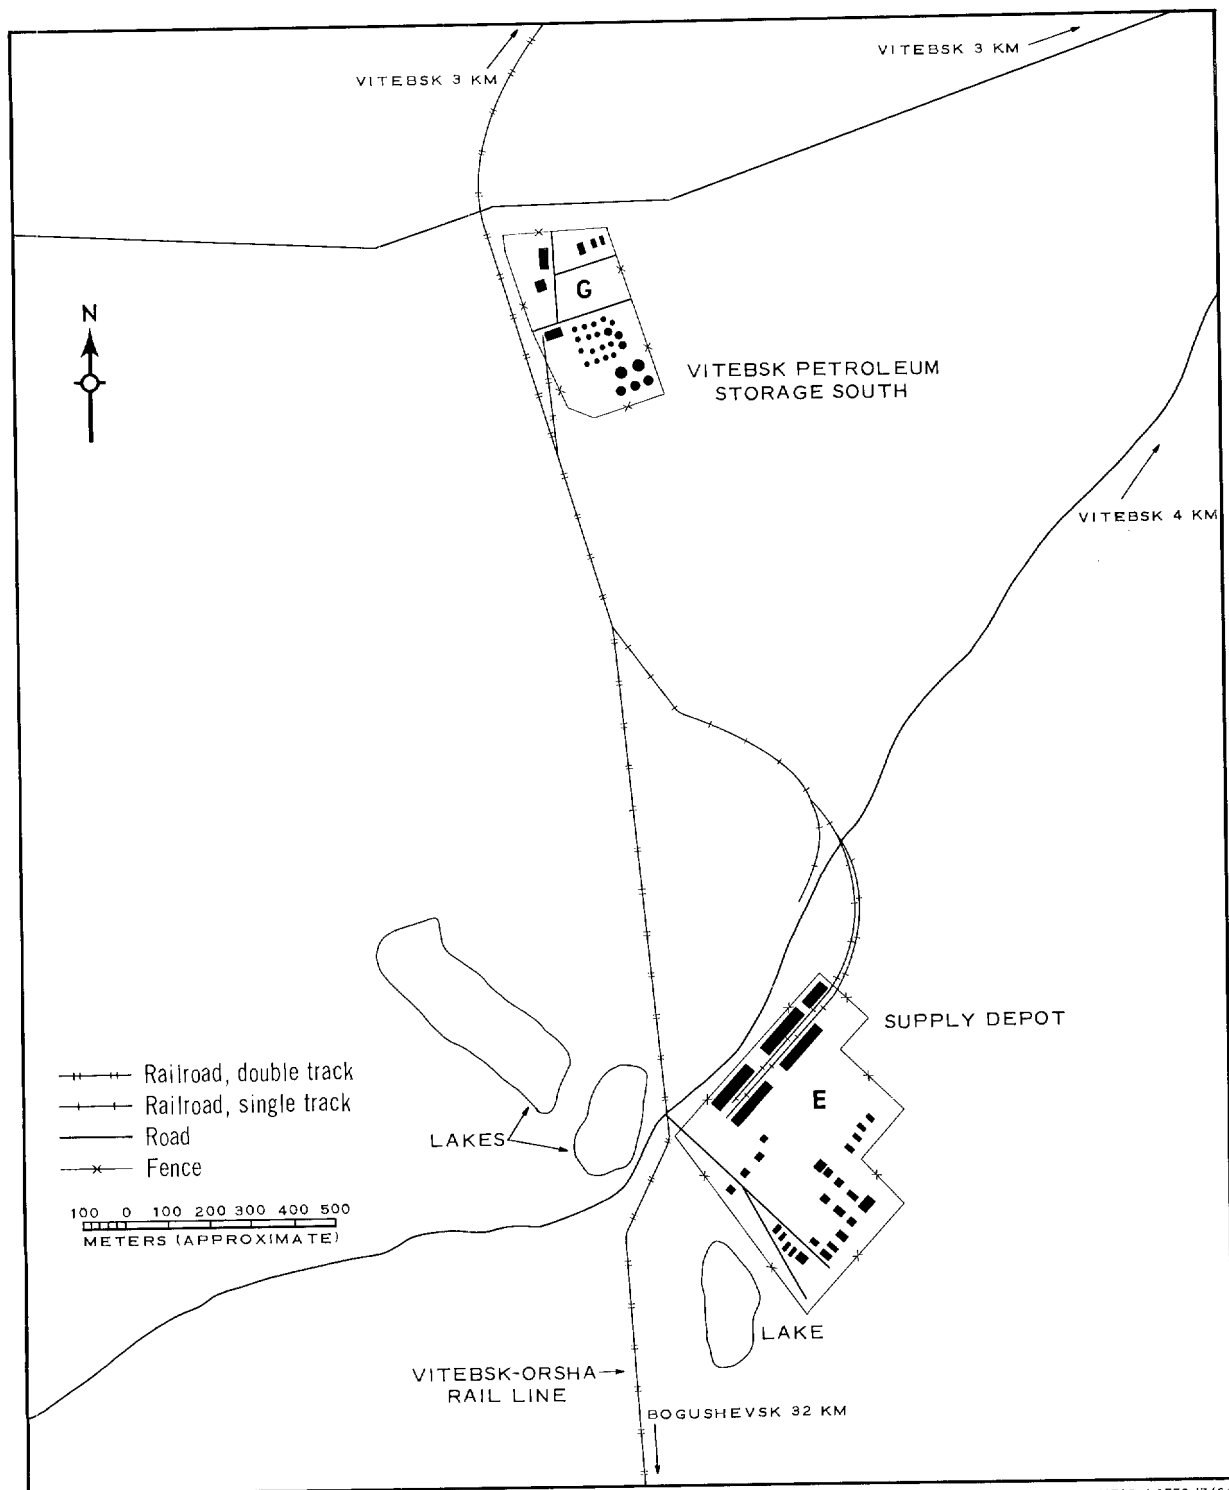 VITEBSK 3 KM
VITEBSK 3 KM
N
G
VITEBSK PETROLEUM
STORAGE SOUTH
VITEBSK 4 KM
SUPPLY DEPOT
E
Railroad, double track
Railroad, single track
Road
Fence
LAKES
100 0 100 200 300 400 500
METERS (APPROXIMATE)
LAKE
VITEBSK-ORSHA
RAIL LINE
BOGUSHEVSK 32 KM